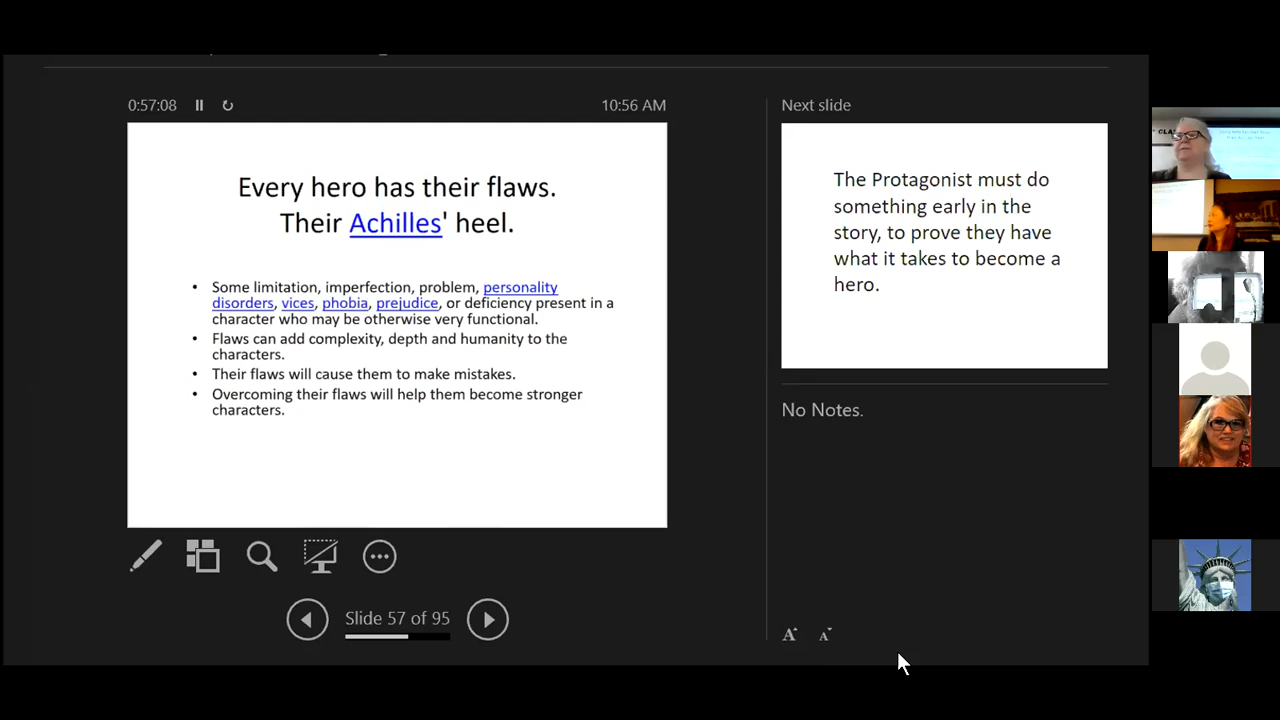 0:57:08
10:56 AM
Every hero has their flaws.
Their Achilles' heel.
• Some limitation, imperfection, problem, personality
disorders, vices, phobia, prejudice, or deficiency present in a
character who may be otherwise very functional.
• Flaws can add complexity, depth and humanity to the
characters.
• Their flaws will cause them to make mistakes.
• Overcoming their flaws will help them become stronger
characters.
Slide 57 of 95
Next slide
The Protagonist must do
something early in the
story, to prove they have
what it takes to become a
hero.
No Notes.
A A